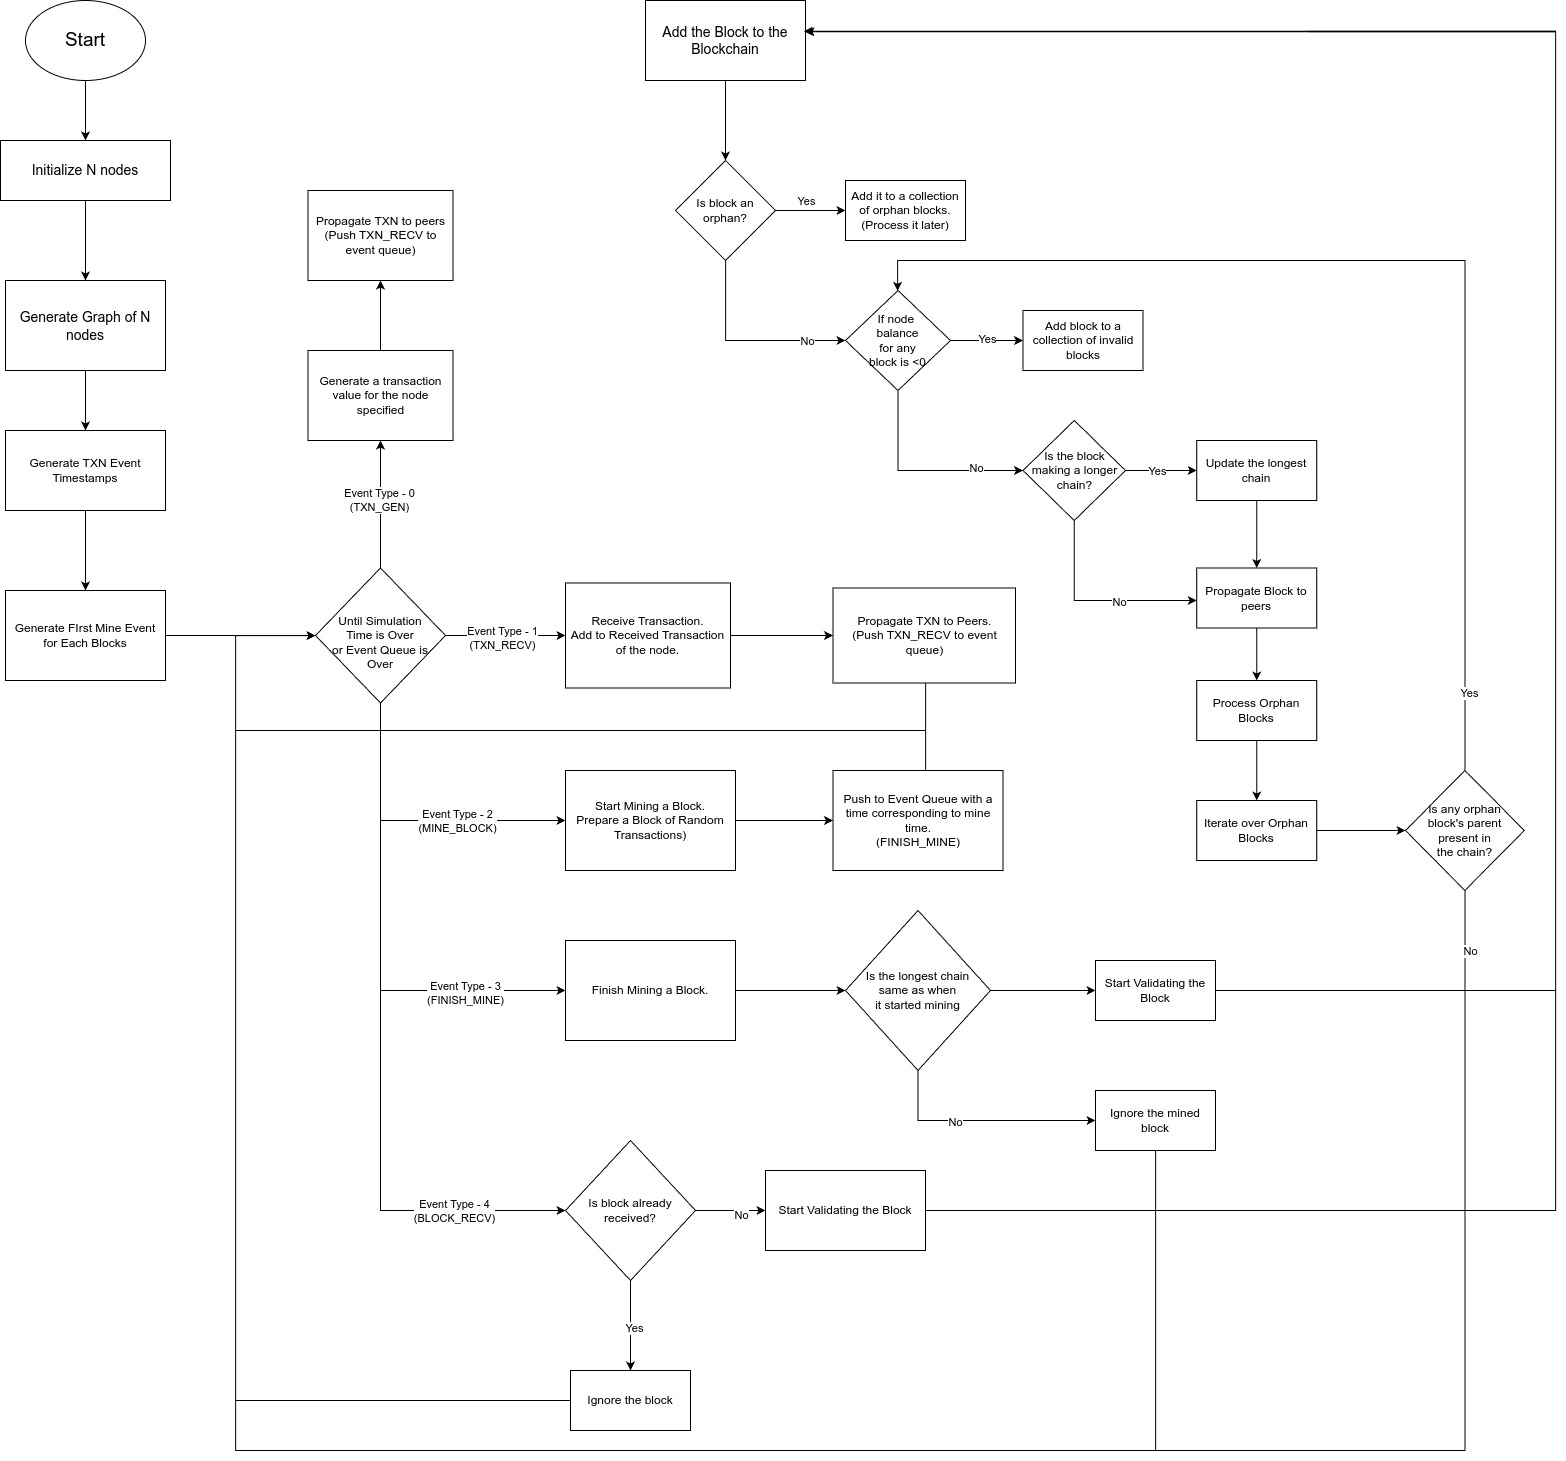 Start
Initialize N nodes
Generate Graph of N
nodes
Generate TXN Event
Timestamps
Generate FIrst Mine Event
for Each Blocks
Propagate TXN to peers
(Push TXN_RECV to
event queue)
Generate a transaction
value for the node
specified
Event Type - 0
(TXN_GEN)
Until Simulation
Time is Over
or Event Queue is
Over
Event Type - 1
(TXN_RECV)
Receive Transaction.
Add to Received Transaction
of the node.
Propagate TXN to Peers.
(Push TXN_RECV to event
queue)
Event Type - 2
(MINE_BLOCK)
Start Mining a Block.
Prepare a Block of Random
Transactions)
Push to Event Queue with a
time corresponding to mine
time.
(FINISH_MINE)
Event Type - 3
(FINISH_MINE)
Finish Mining a Block.
Is the longest chain
same as when
it started mining
Start Validating the
Block
No
Ignore the mined
block
Event Type - 4
(BLOCK_RECV)
Is block already
received?
No
Start Validating the Block
Yes
Ignore the block
Add the Block to the
Blockchain
Is block an
orphan?
Yes
Add it to a collection
of orphan blocks.
(Process it later)
No
If node
balance
for any
block is <0
Yes
Add block to a
collection of invalid
blocks
No
Is the block
making a longer
chain?
Yes
Update the longest
chain
No
Propagate Block to
peers
Process Orphan
Blocks
Iterate over Orphan
Blocks
Is any orphan
block's parent
present in
the chain?
Yes
No